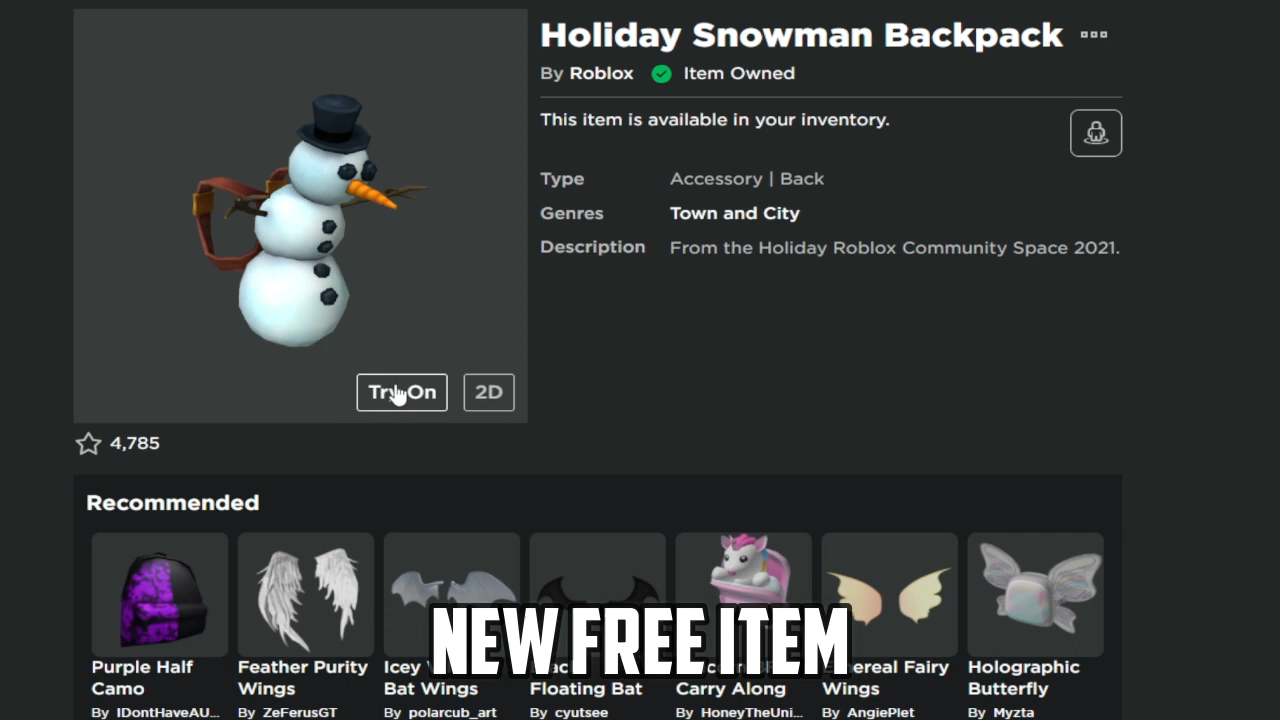 Holiday Snowman Backpack
By Roblox Item Owned
This item is available in your inventory.
Type Accessory | Back
Genres Town and City
Description From the Holiday Roblox Community Space 2021.
Try On 2D
4,785
Recommended
NEW FREE ITEM
Purple Half Feather Purity Icey Fairy Holographic
Camo Wings Bat Wings Floating Bat Carry Along Wings Butterfly
By IDontHaveAU... By ZeFerusGT By polarcub_art By cyutsee By HoneyTheUni... By AngiePlet By Myzta